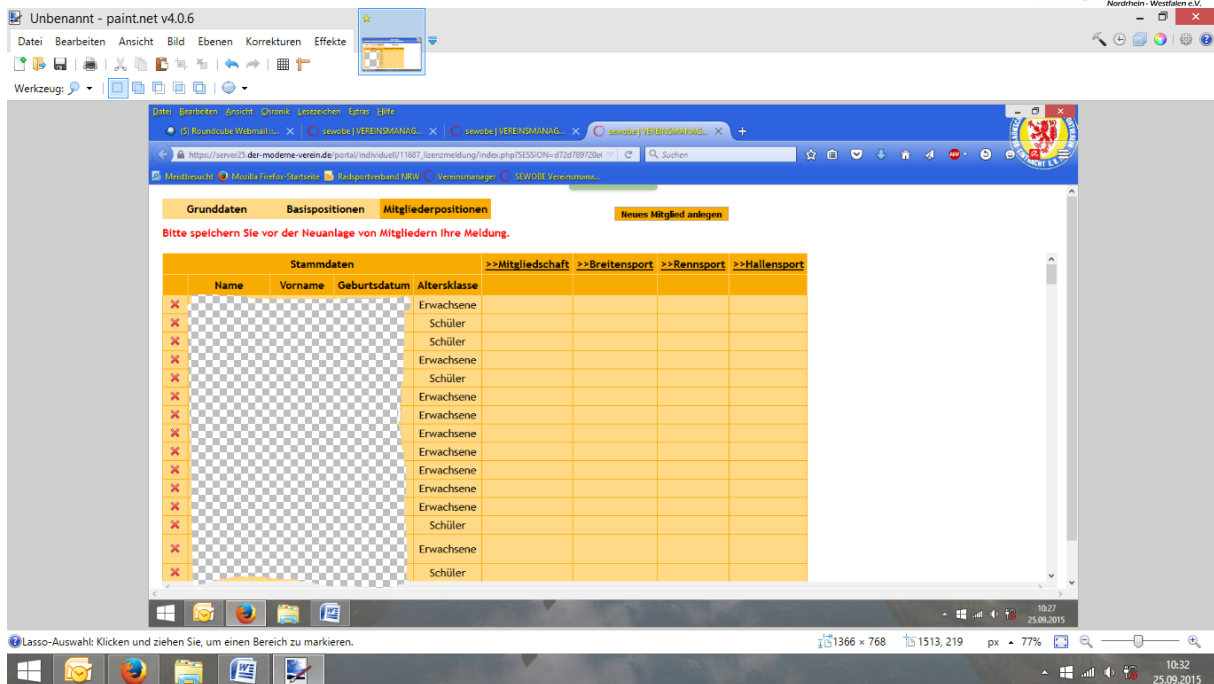 Nordrhein - Westfalen e.V.
Unbenannt - paint.net v4.0.6
Datei Bearbeiten Ansicht Bild Ebenen Korrekturen Effekte
Werkzeug:
Datei Bearbeiten Ansicht Chronik Lesezeichen Extras Hilfe
(5) Roundcube Webmail ::... sewobe | VEREINSMANAG... sewobe | VEREINSMANAG... sewobe | VEREINSMANAG...
https://server25.der-moderne-verein.de/portal/individuell/11687_lizenzmeldung/index.php?SESSION=d72d789720el Suchen
Meistbesucht Mozilla Firefox-Startseite Radsportverband NRW Vereinsmanager SEWOBE Vereinsmana...
Grunddaten Basispositionen Mitgliederpositionen Neues Mitglied anlegen
Bitte speichern Sie vor der Neuanlage von Mitgliedern Ihre Meldung.
Stammdaten >>Mitgliedschaft >>Breitensport >>Rennsport >>Hallensport
Name Vorname Geburtsdatum Altersklasse
Erwachsene
Schüler
Schüler
Erwachsene
Schüler
Erwachsene
Erwachsene
Erwachsene
Erwachsene
Erwachsene
Erwachsene
Erwachsene
Schüler
Erwachsene
Schüler
10:27
25.09.2015
Lasso-Auswahl: Klicken und ziehen Sie, um einen Bereich zu markieren. 1366 × 768 1513, 219 px 77%
10:32
25.09.2015